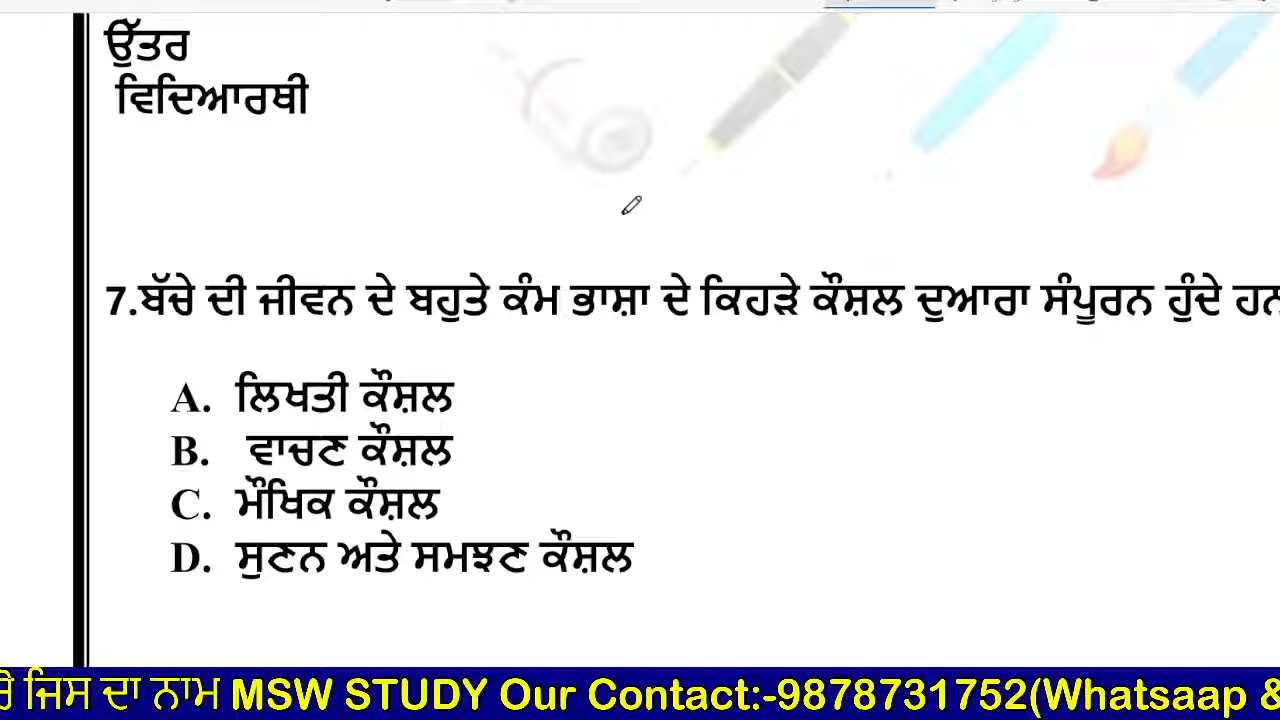 ਉੱਤਰ
ਵਿਦਿਆਰਥੀ
7.ਬੱਚੇ ਦੀ ਜੀਵਨ ਦੇ ਬਹੁਤੇ ਕੰਮ ਭਾਸ਼ਾ ਦੇ ਕਿਹੜੇ ਕੌਸ਼ਲ ਦੁਆਰਾ ਸੰਪੂਰਨ ਹੁੰਦੇ ਹਨ
A. ਲਿਖਤੀ ਕੌਸ਼ਲ
B. ਵਾਚਣ ਕੌਸ਼ਲ
C. ਮੌਖਿਕ ਕੌਸ਼ਲ
D. ਸੁਣਨ ਅਤੇ ਸਮਝਣ ਕੌਸ਼ਲ
ਜਿਸ ਦਾ ਨਾਮ MSW STUDY Our Contact:-9878731752(Whatsaap &